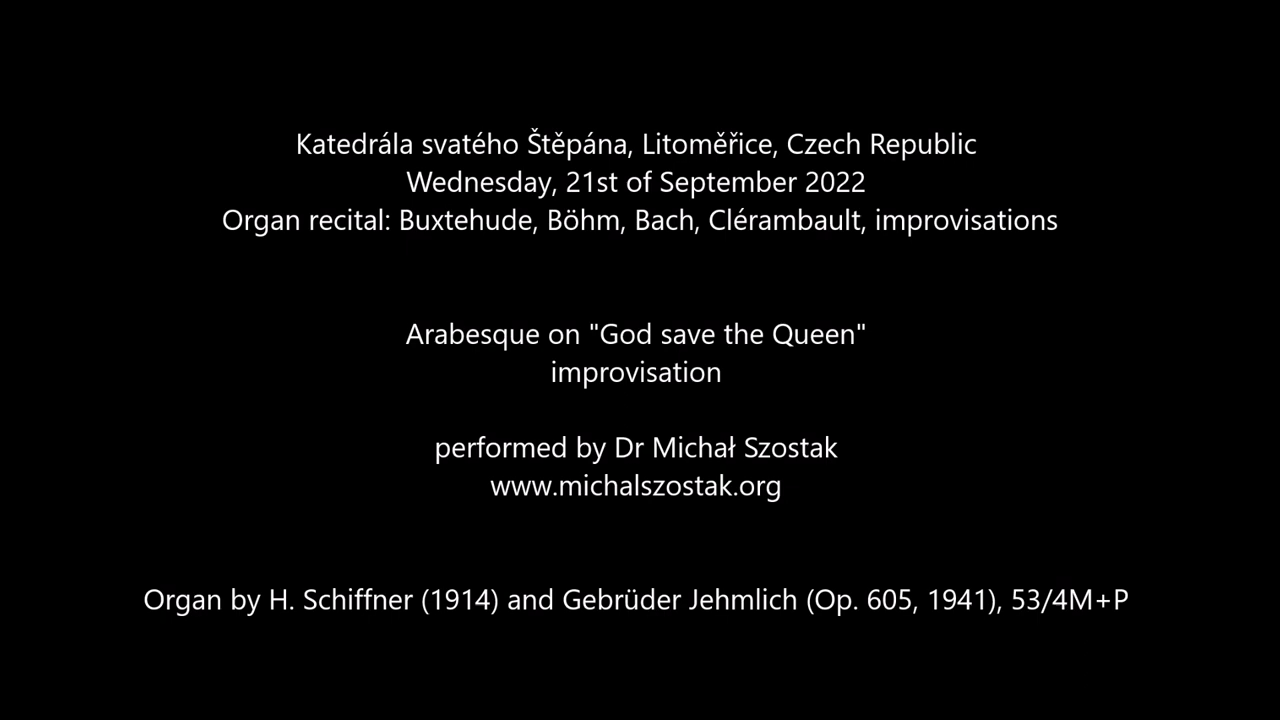 Katedrála svatého Štěpána, Litoměřice, Czech Republic
Wednesday, 21st of September 2022
Organ recital: Buxtehude, Böhm, Bach, Clérambault, improvisations
Arabesque on "God save the Queen"
improvisation
performed by Dr Michał Szostak
www.michalszostak.org
Organ by H. Schiffner (1914) and Gebrüder Jehmlich (Op. 605, 1941), 53/4M+P